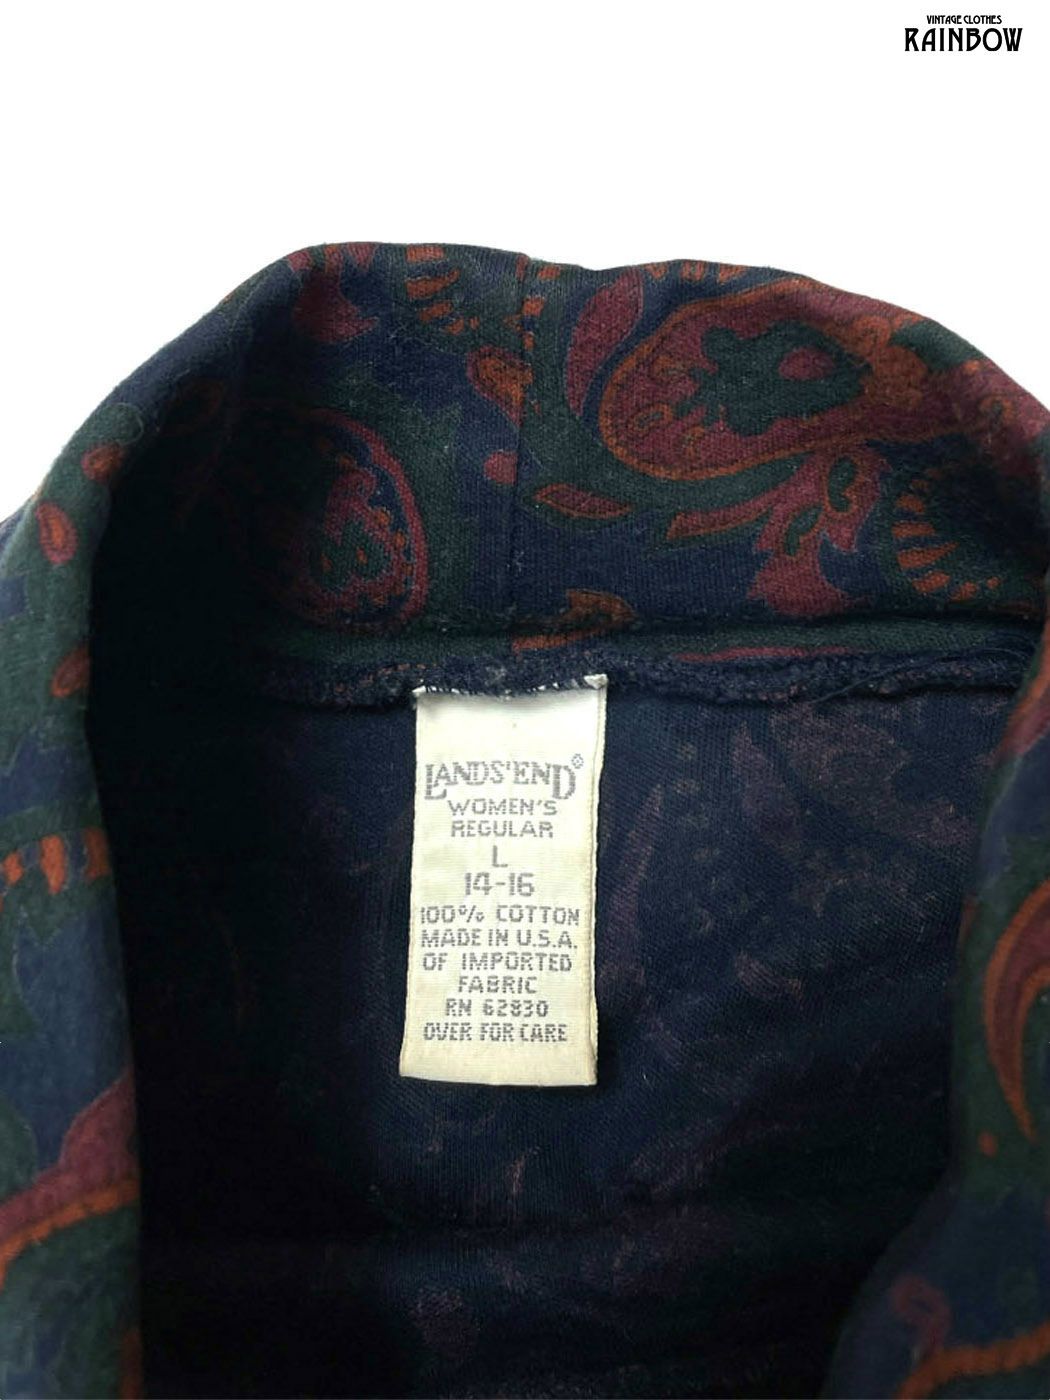 VINTAGE CLOTHES
RAINBOW
LANDS' END®
WOMEN'S
REGULAR
L
14-16
100% COTTON
MADE IN U.S.A.
OF IMPORTED
FABRIC
RN 62830
OVER FOR CARE